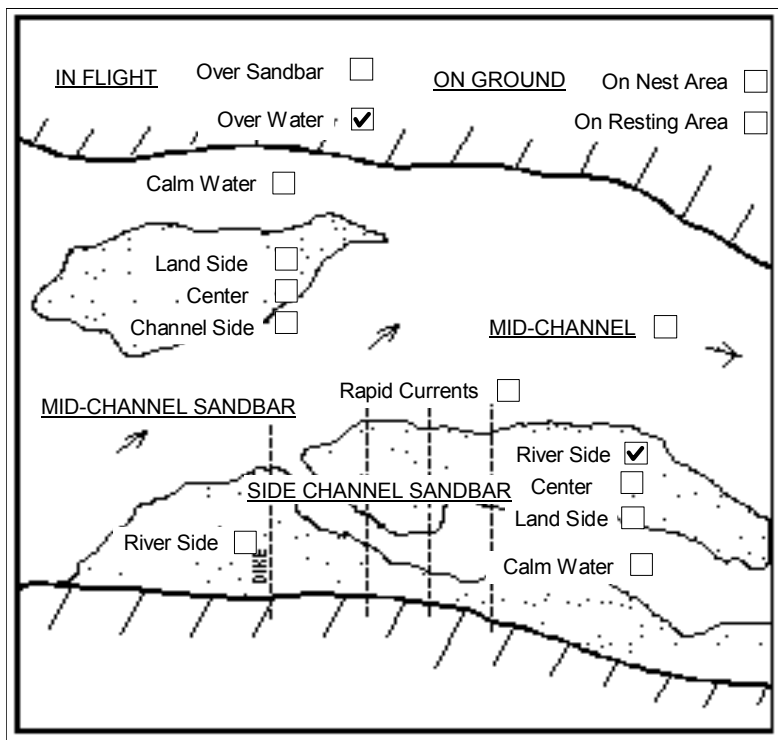 IN FLIGHT
Over Sandbar
ON GROUND
On Nest Area
Over Water
On Resting Area
Calm Water
Land Side
Center
Channel Side
MID-CHANNEL
Rapid Currents
MID-CHANNEL SANDBAR
River Side
SIDE CHANNEL SANDBAR
Center
Land Side
River Side
DIKE
Calm Water